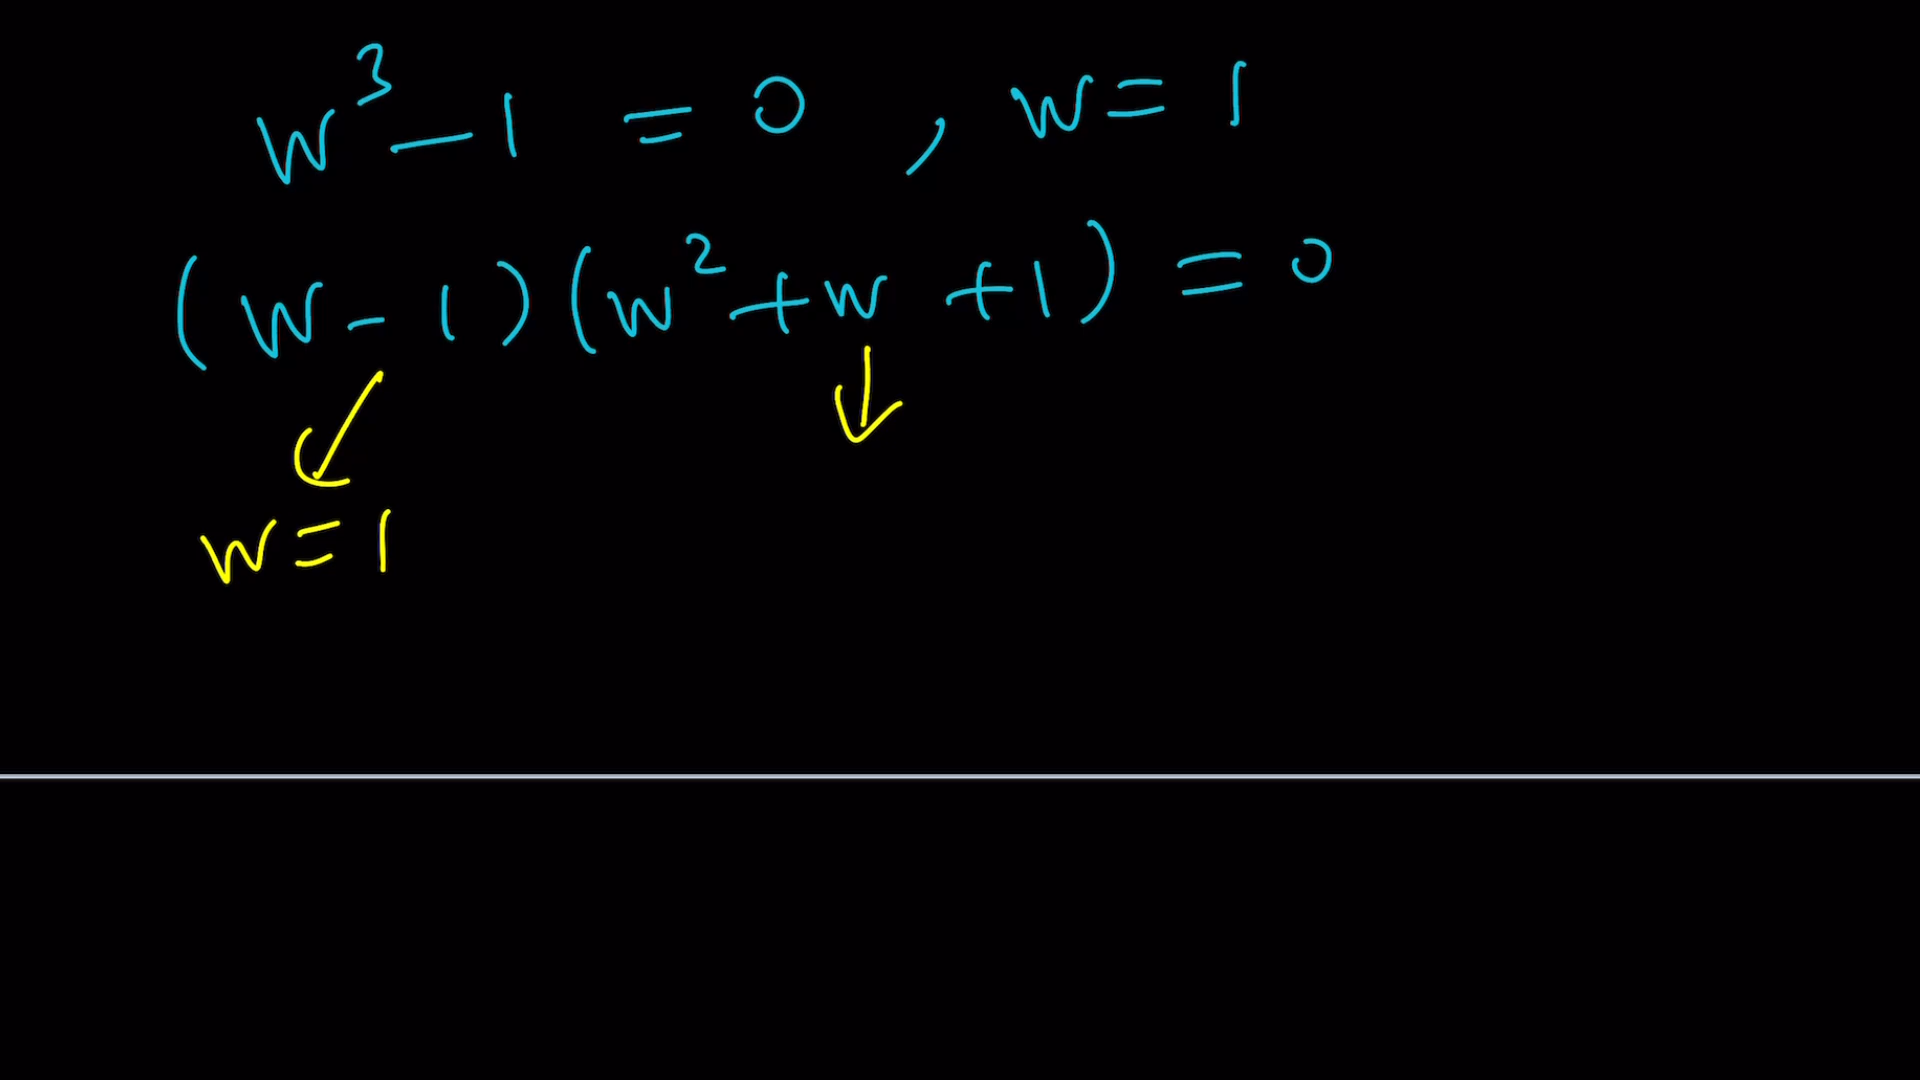 w³ − 1 = 0 , w = 1
(w − 1)(w² + w + 1) = 0
w = 1